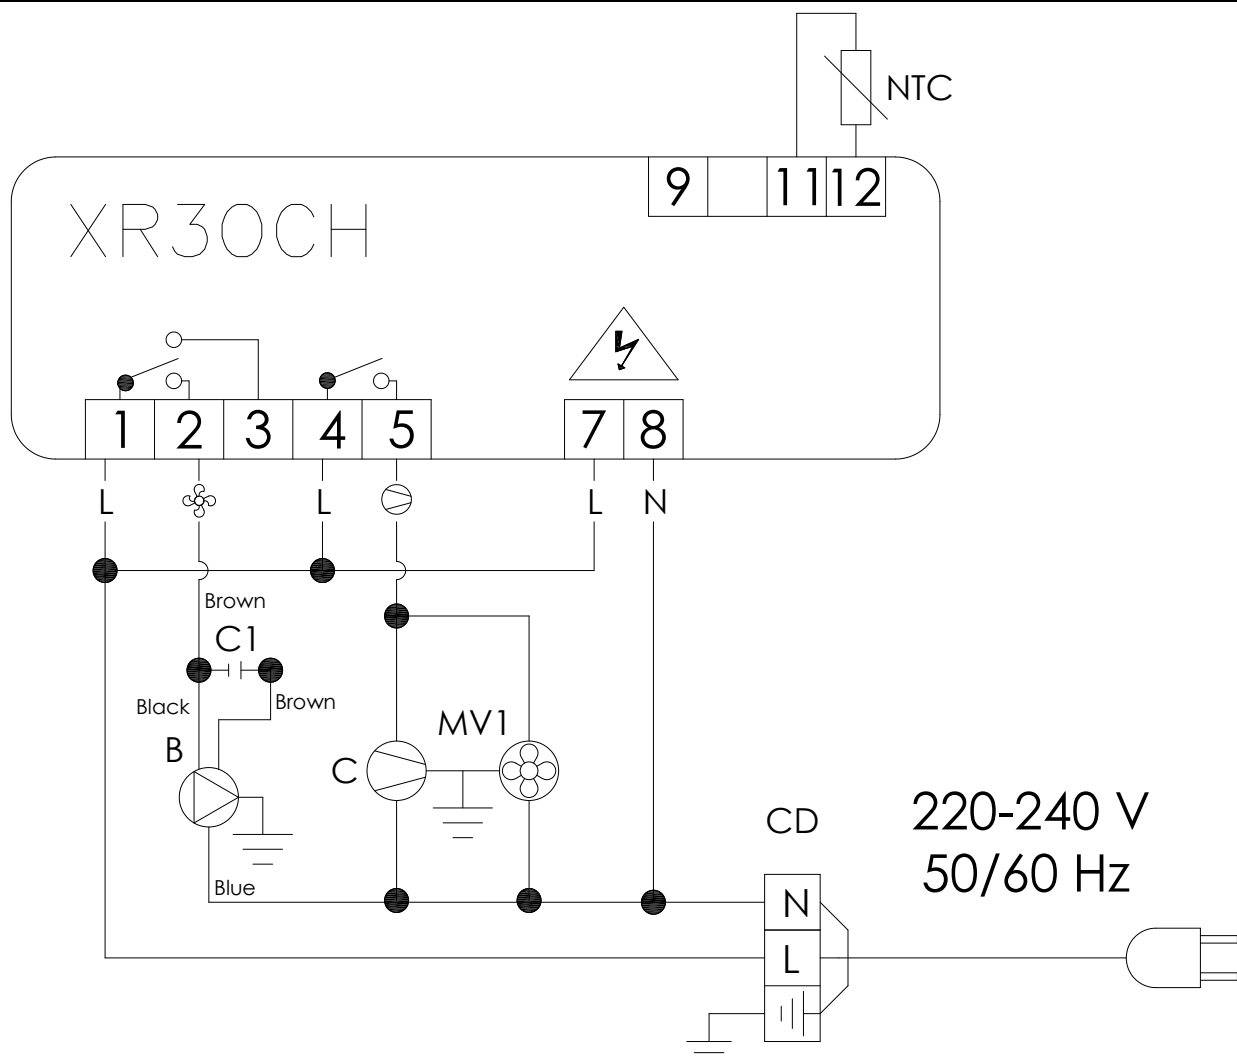 NTC
9 11 12
XR30CH
1 2 3 4 5 7 8
L L L N
Brown
C1
Black Brown
B MV1
C
CD 220-240 V
50/60 Hz
Blue
N
L